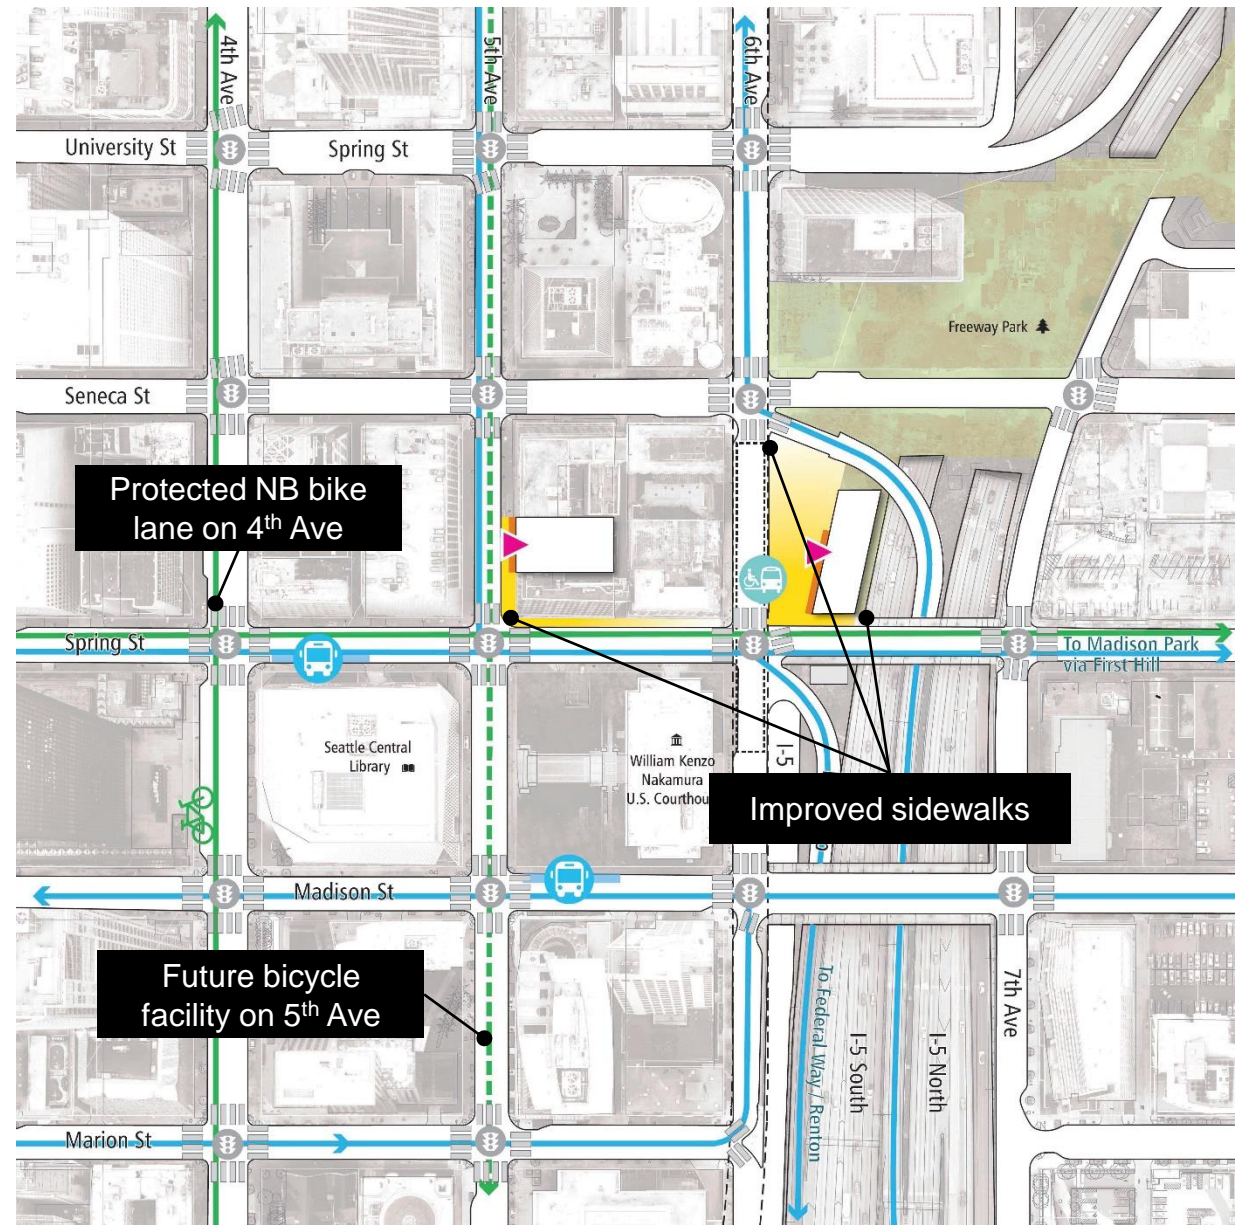 4th Ave
5th Ave
6th Ave
University St
Spring St
Freeway Park
Seneca St
Protected NB bike
lane on 4th Ave
Spring St
To Madison Park
via First Hill
Seattle Central
Library
William Kenzo
Nakamura
U.S. Courthou
I-5
Improved sidewalks
Madison St
Future bicycle
facility on 5th Ave
To Federal Way / Renton
I-5 South
I-5 North
7th Ave
Marion St